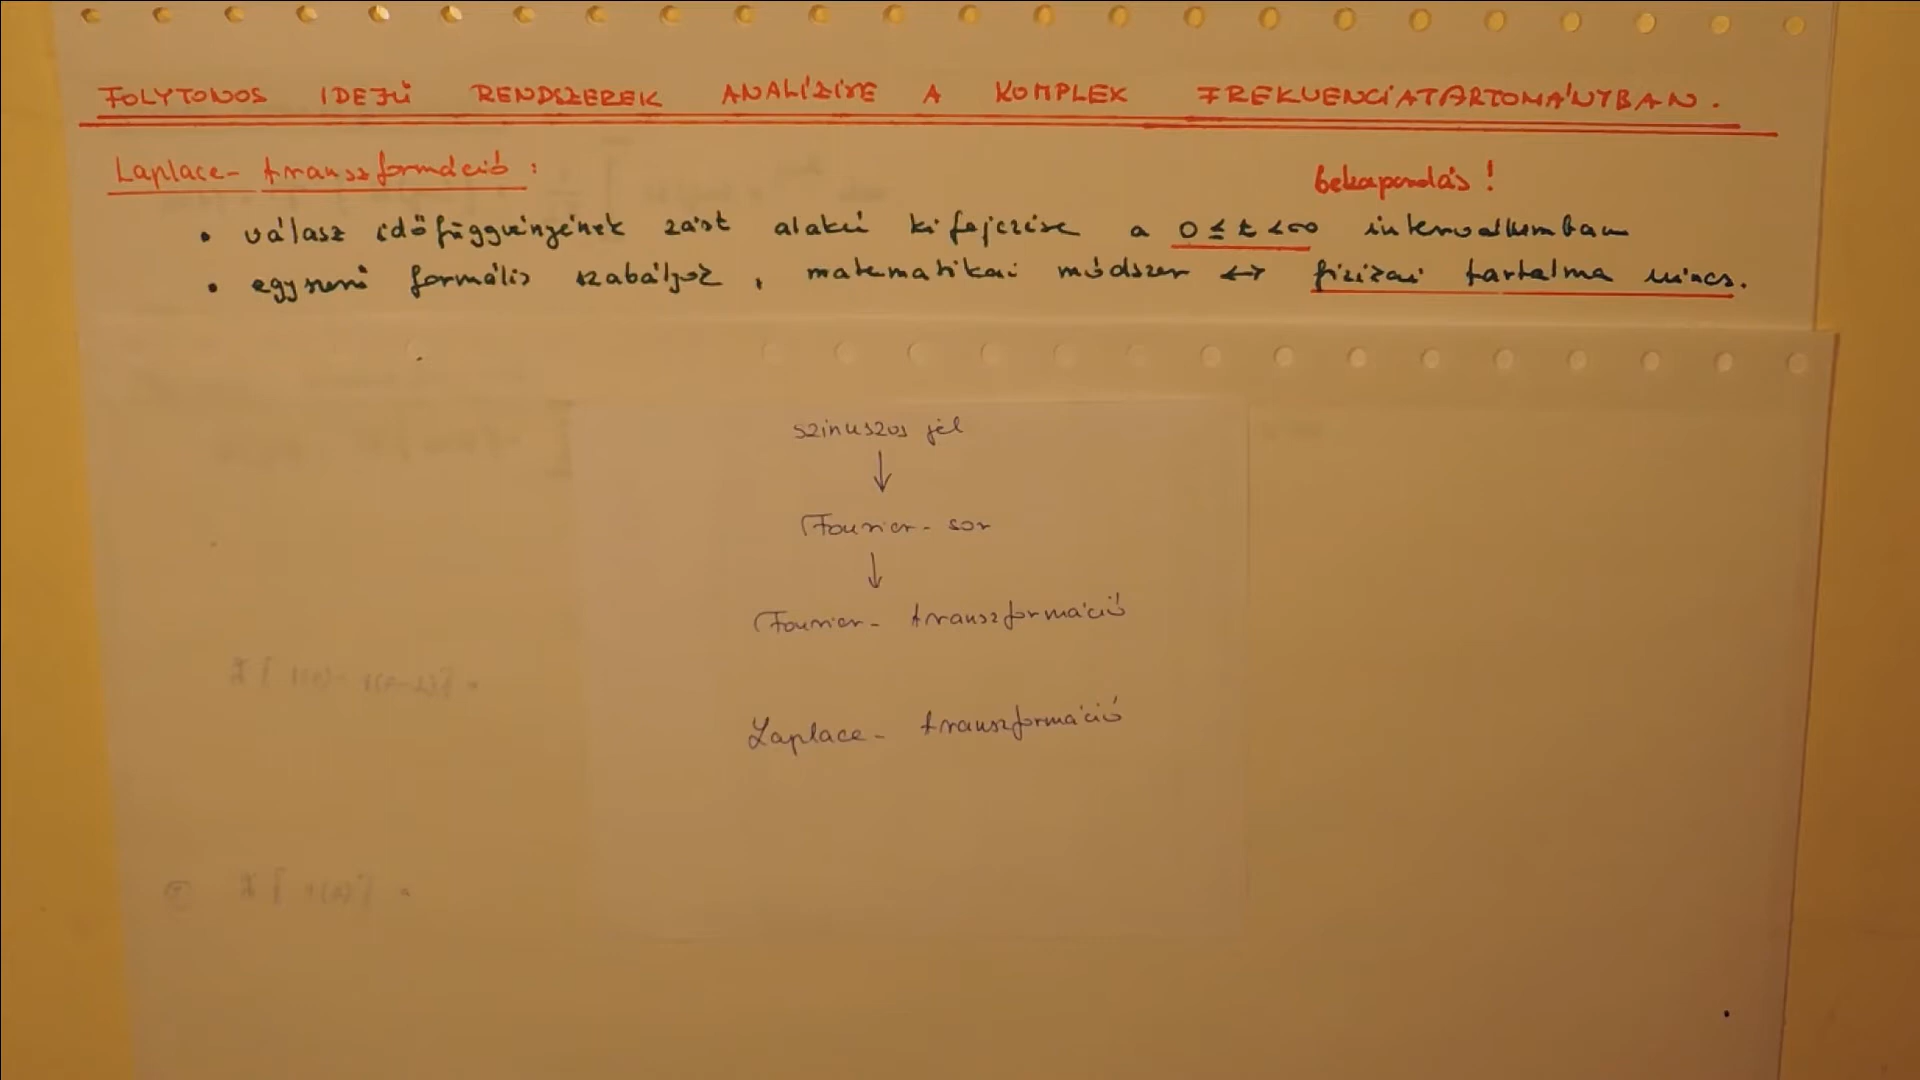 FOLYTONOS IDEJŰ RENDSZEREK ANALÍZISE A KOMPLEX FREKVENCIATARTOMÁNYBAN.
Laplace- transzformáció:
bekapcsolás!
• válasz időfüggvényének zárt alakú kifejezése a 0 ≤ t < ∞ intervallumban
• egyszerű formális szabályok, matematikai módszer ↔ fizikai tartalma nincs.
szinuszos jel
↓
Fourier- sor
↓
Fourier- transzformáció
Laplace- transzformáció